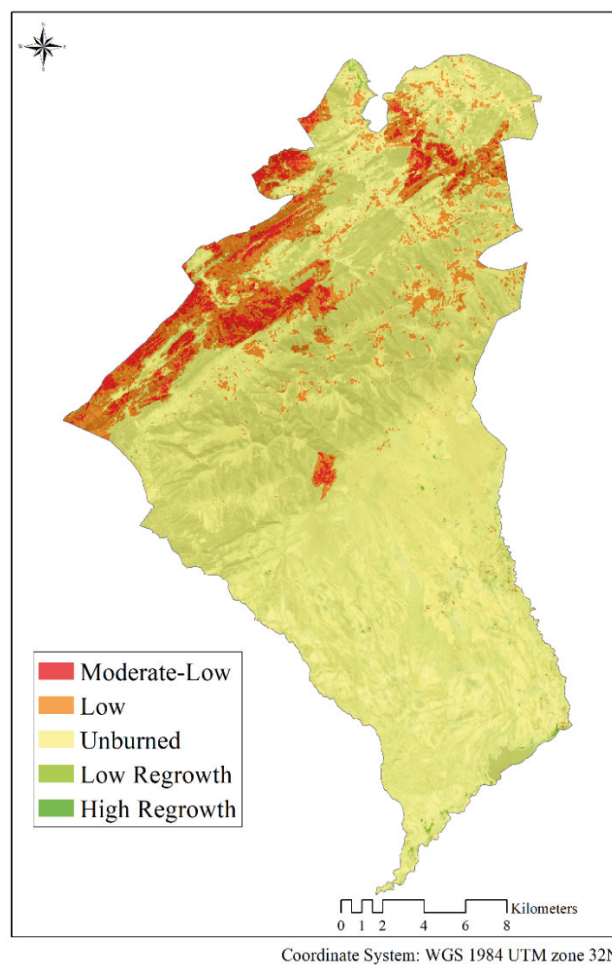 N
W E
S
Moderate-Low
Low
Unburned
Low Regrowth
High Regrowth
Kilometers
0 1 2 4 6 8
Coordinate System: WGS 1984 UTM zone 32N